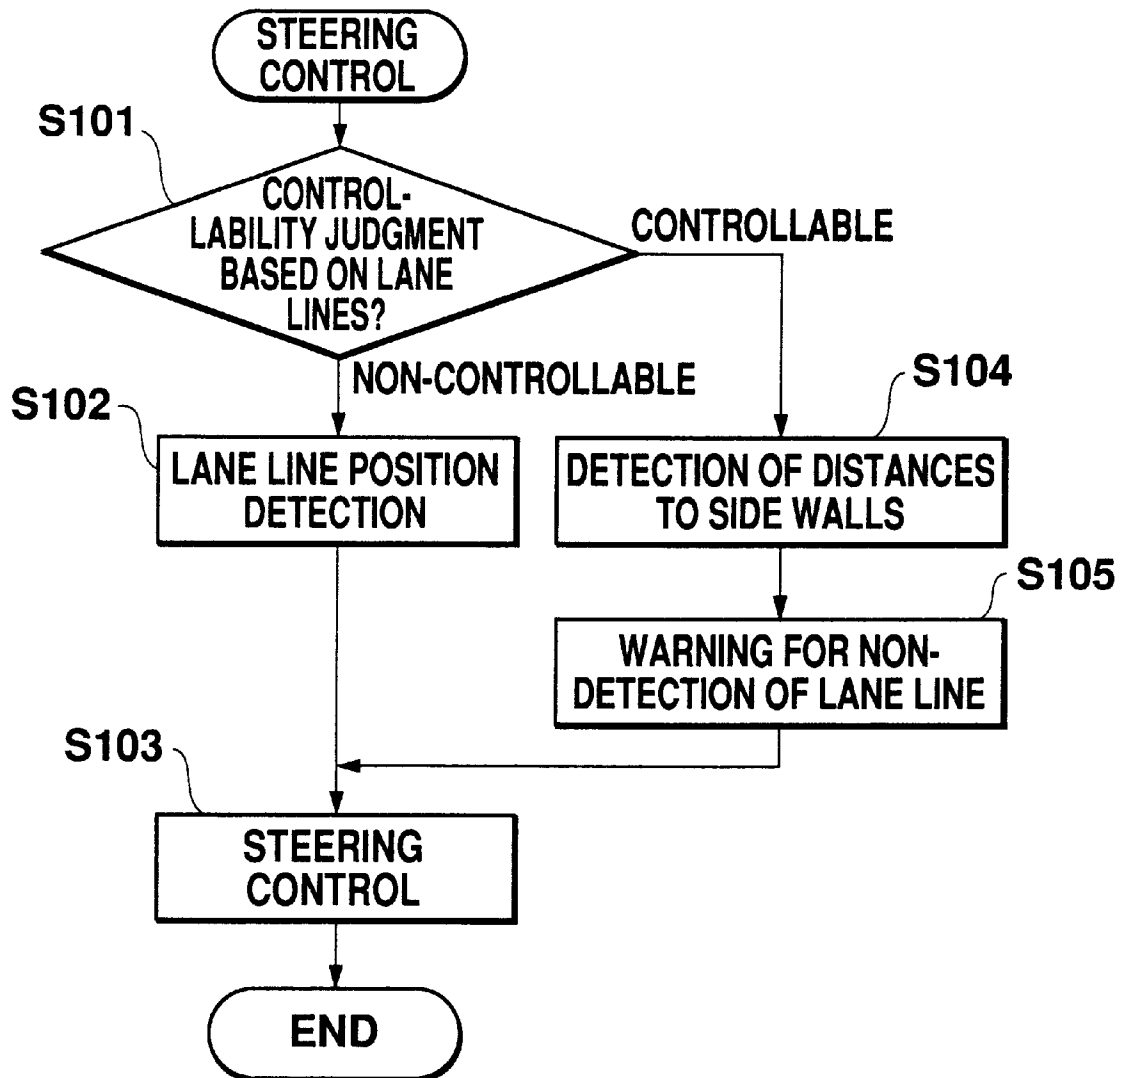 STEERING
CONTROL
S101
CONTROL-
LABILITY JUDGMENT
BASED ON LANE
LINES?
CONTROLLABLE
NON-CONTROLLABLE
S102
LANE LINE POSITION
DETECTION
S104
DETECTION OF DISTANCES
TO SIDE WALLS
S105
WARNING FOR NON-
DETECTION OF LANE LINE
S103
STEERING
CONTROL
END